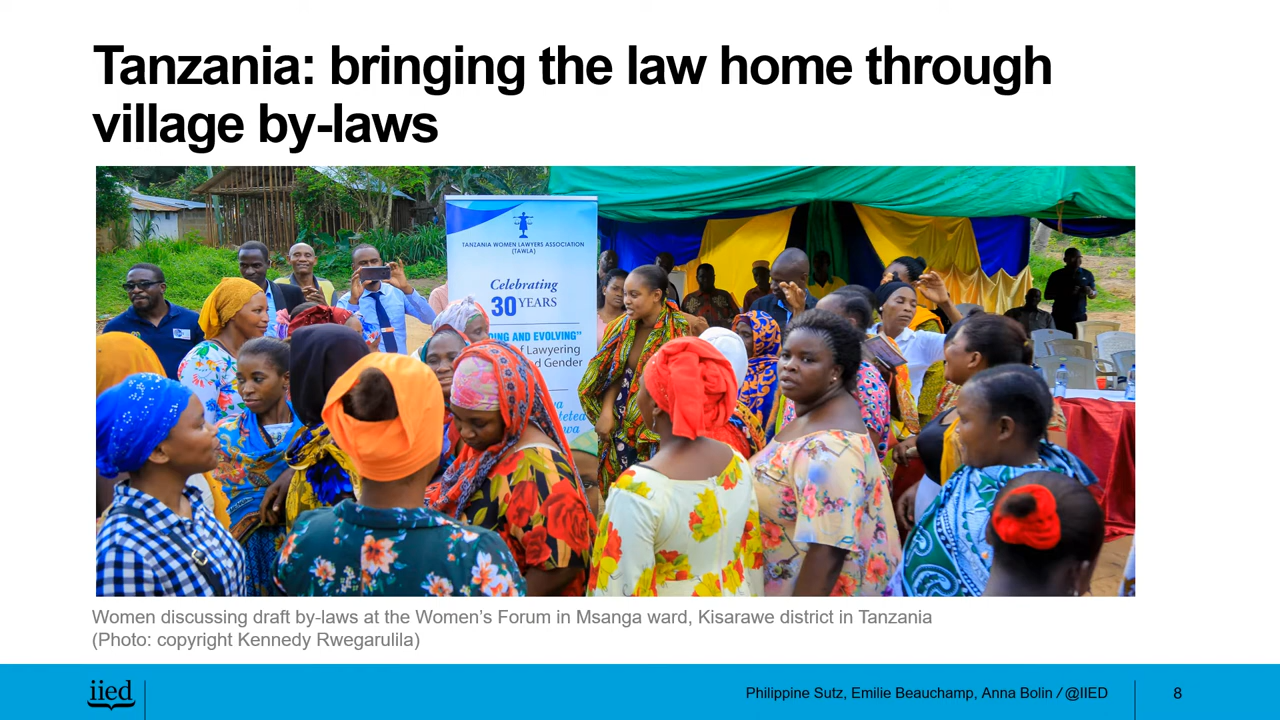 Tanzania: bringing the law home through
village by-laws
TANZANIA WOMEN LAWYERS ASSOCIATION
(TAWLA)
Celebrating
30 YEARS
AND EVOLVING"
of Lawyering
Gender
Women discussing draft by-laws at the Women’s Forum in Msanga ward, Kisarawe district in Tanzania
(Photo: copyright Kennedy Rwegarulila)
iied
Philippine Sutz, Emilie Beauchamp, Anna Bolin / @IIED
8